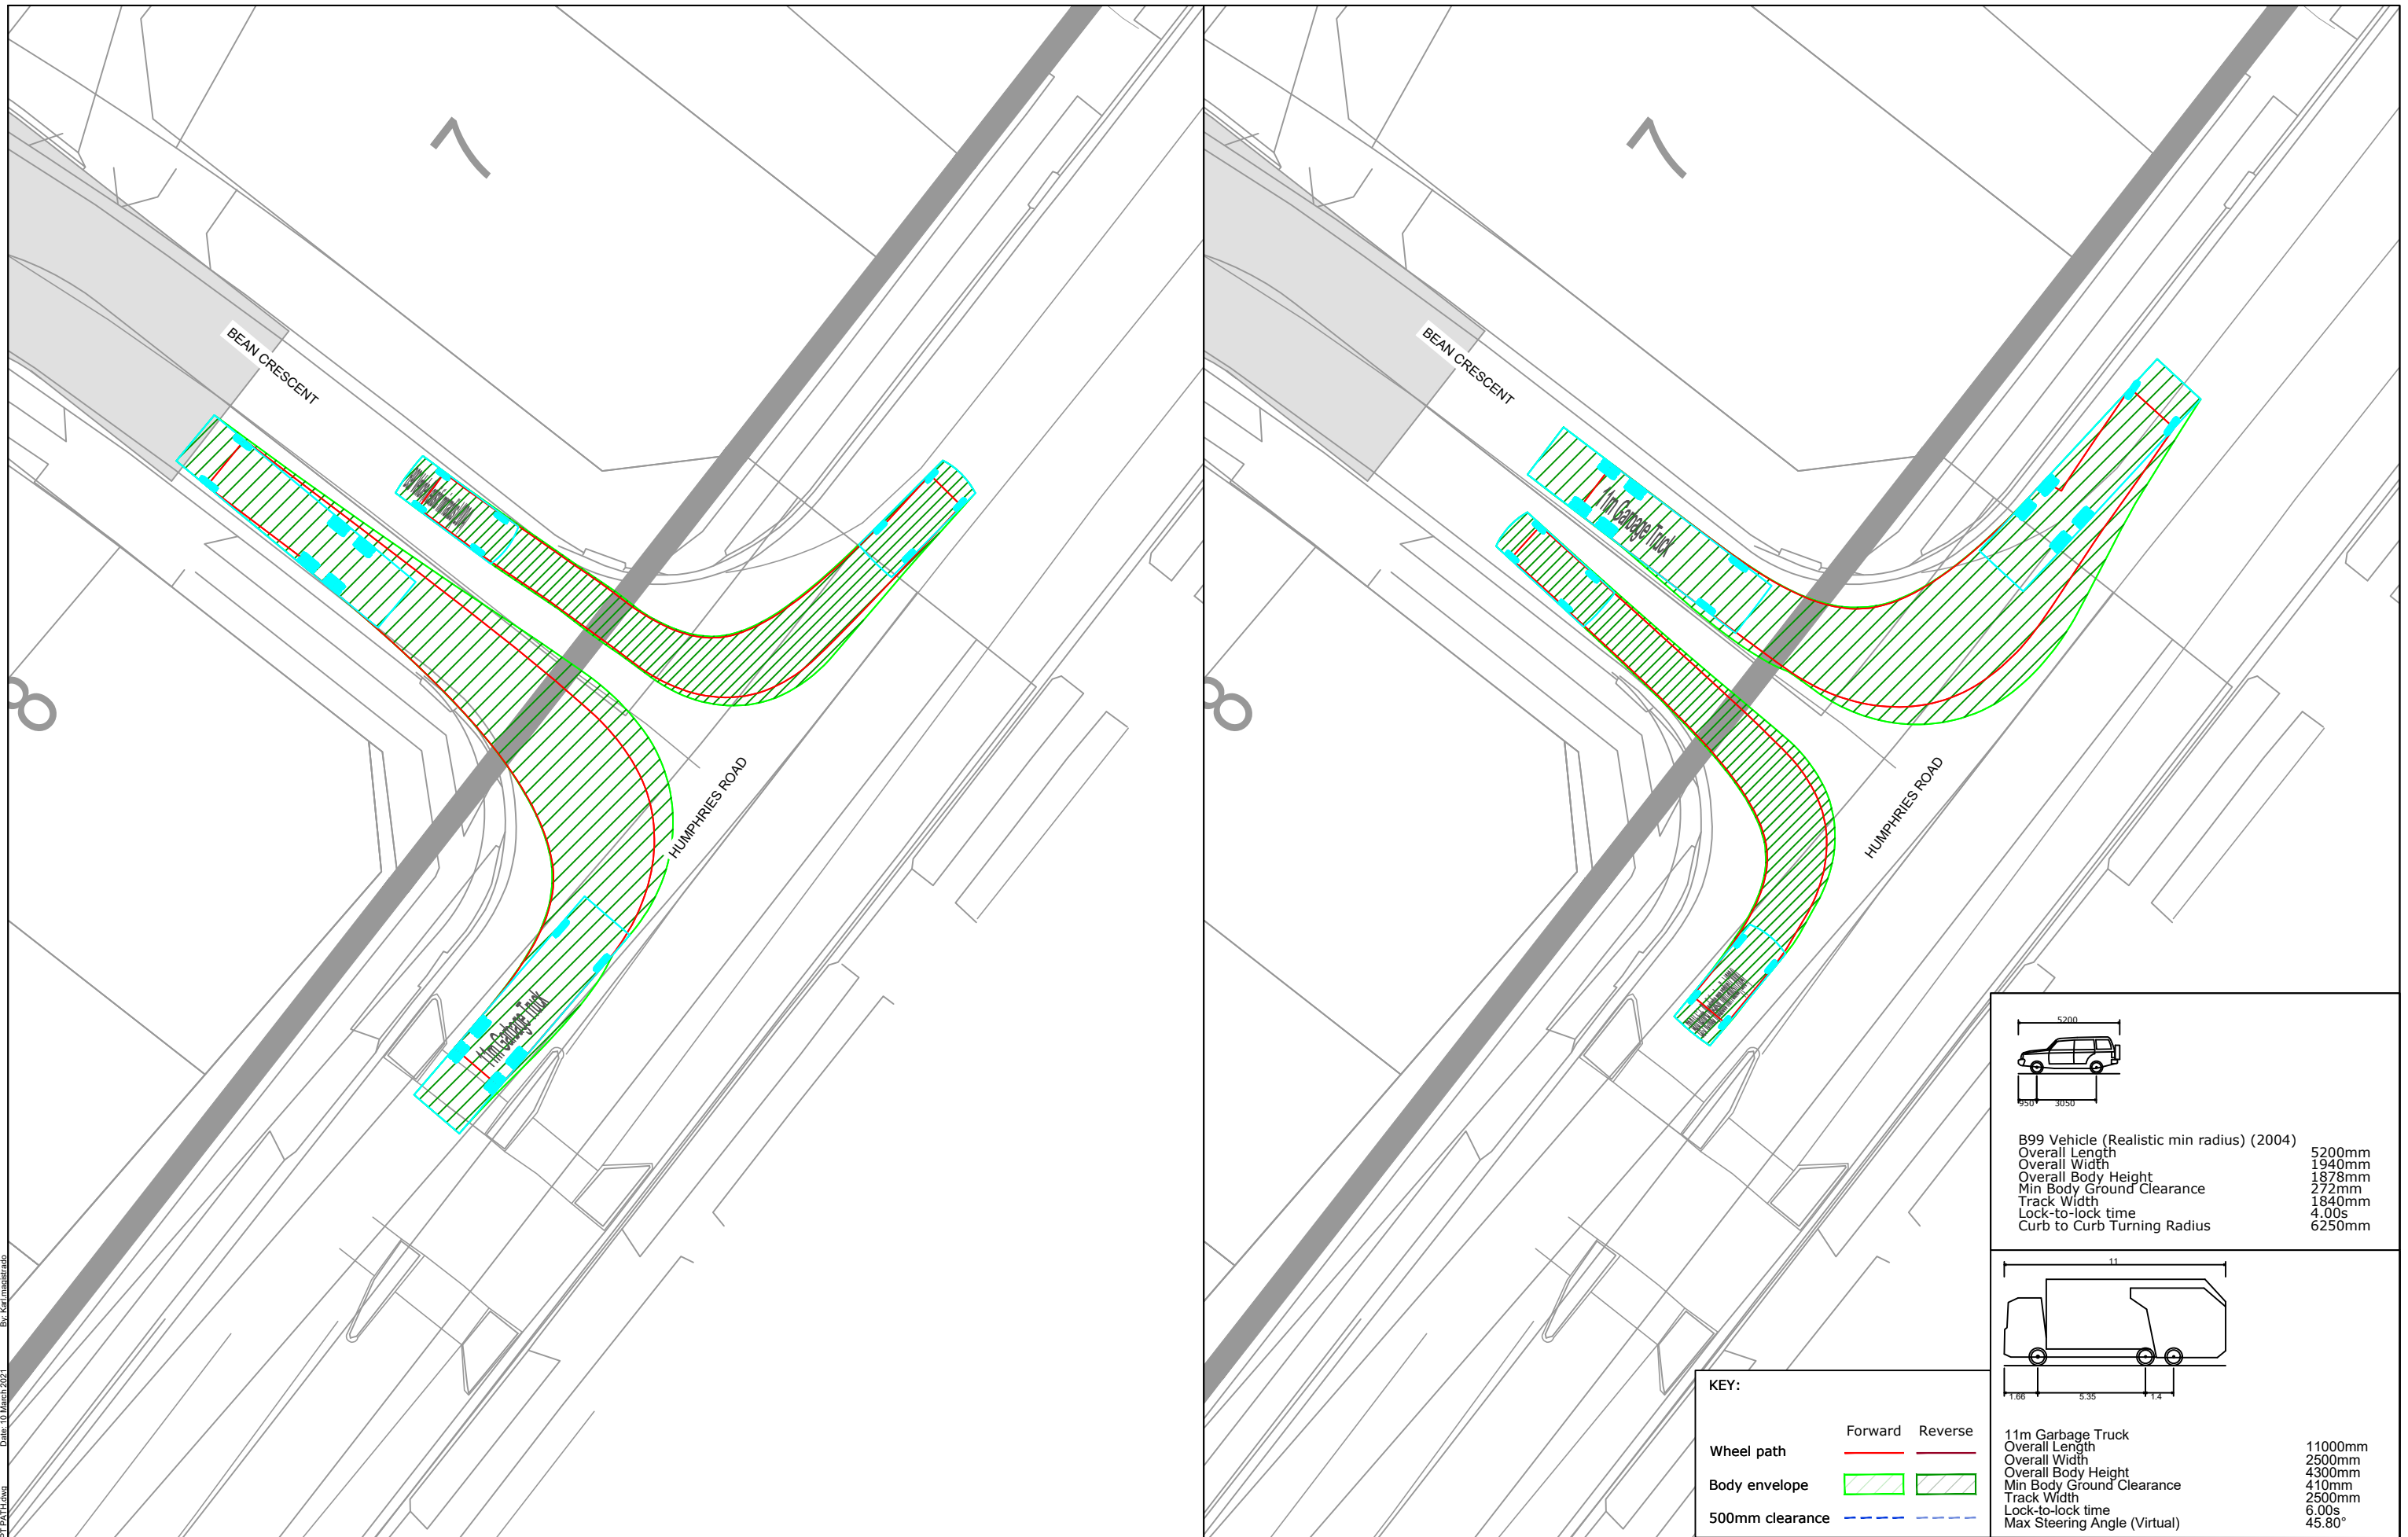 7
BEAN CRESCENT
11m Garbage Truck
HUMPHRIES ROAD
8
7
BEAN CRESCENT
11m Garbage Truck
HUMPHRIES ROAD
8
By: Karl.magistrado
Date: 10 March 2021
PT PATH.dwg
5200
950 3050
B99 Vehicle (Realistic min radius) (2004)
Overall Length 5200mm
Overall Width 1940mm
Overall Body Height 1878mm
Min Body Ground Clearance 272mm
Track Width 1840mm
Lock-to-lock time 4.00s
Curb to Curb Turning Radius 6250mm
11
1.66 5.35 1.4
11m Garbage Truck
Overall Length 11000mm
Overall Width 2500mm
Overall Body Height 4300mm
Min Body Ground Clearance 410mm
Track Width 2500mm
Lock-to-lock time 6.00s
Max Steering Angle (Virtual) 45.80°
KEY:
Forward Reverse
Wheel path
Body envelope
500mm clearance